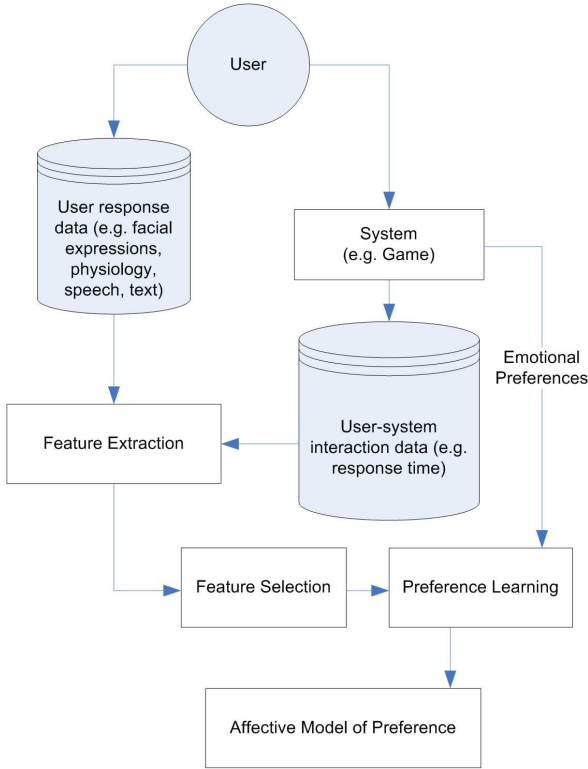 User
User response
data (e.g. facial
expressions,
physiology,
speech, text)
System
(e.g. Game)
Emotional
Preferences
Feature Extraction
User-system
interaction data (e.g.
response time)
Feature Selection
Preference Learning
Affective Model of Preference